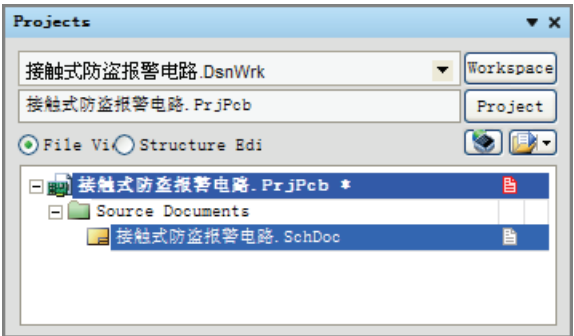 Projects
接触式防盗报警电路.DsnWrk
Workspace
接触式防盗报警电路.PrjPcb
Project
File Vi Structure Edi
接触式防盗报警电路.PrjPcb *
Source Documents
接触式防盗报警电路.SchDoc